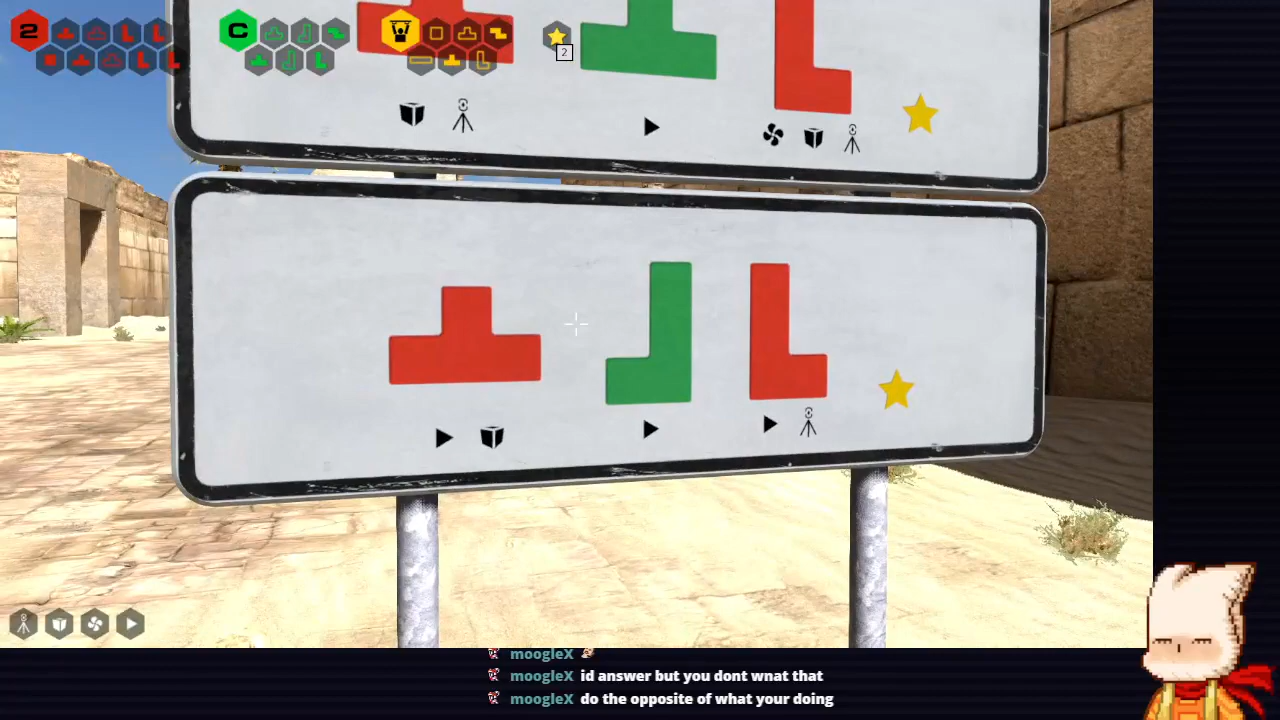 2
C
2
moogleX
moogleX id answer but you dont wnat that
moogleX do the opposite of what your doing